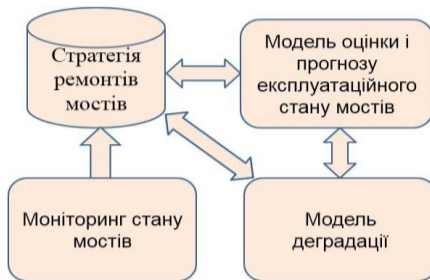 Стратегія
ремонтів
мостів
Модель оцінки і
прогнозу
експлуатаційного
стану мостів
Моніторинг стану
мостів
Модель
деградації